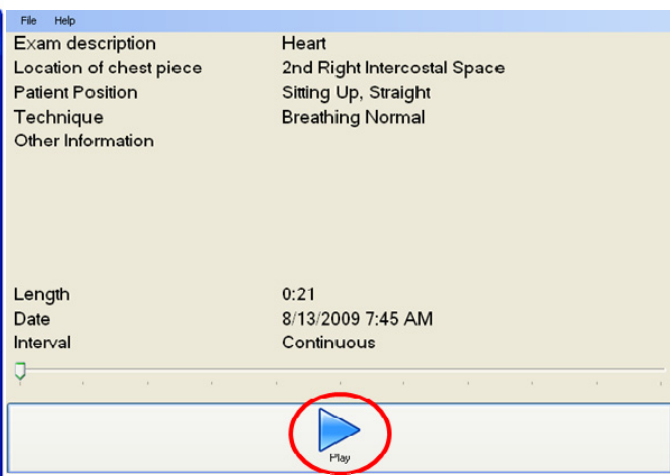 File Help
Exam description Heart
Location of chest piece 2nd Right Intercostal Space
Patient Position Sitting Up, Straight
Technique Breathing Normal
Other Information
Length 0:21
Date 8/13/2009 7:45 AM
Interval Continuous
Play